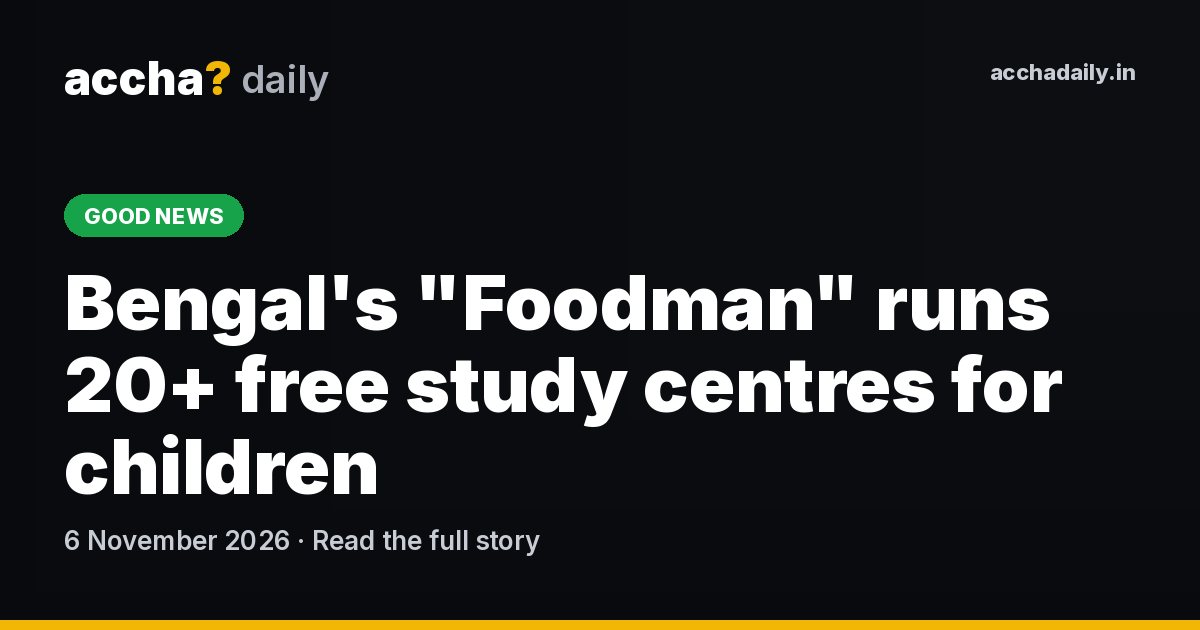 accha? daily
acchadaily.in
GOOD NEWS
Bengal's "Foodman" runs
20+ free study centres for
children
6 November 2026 · Read the full story